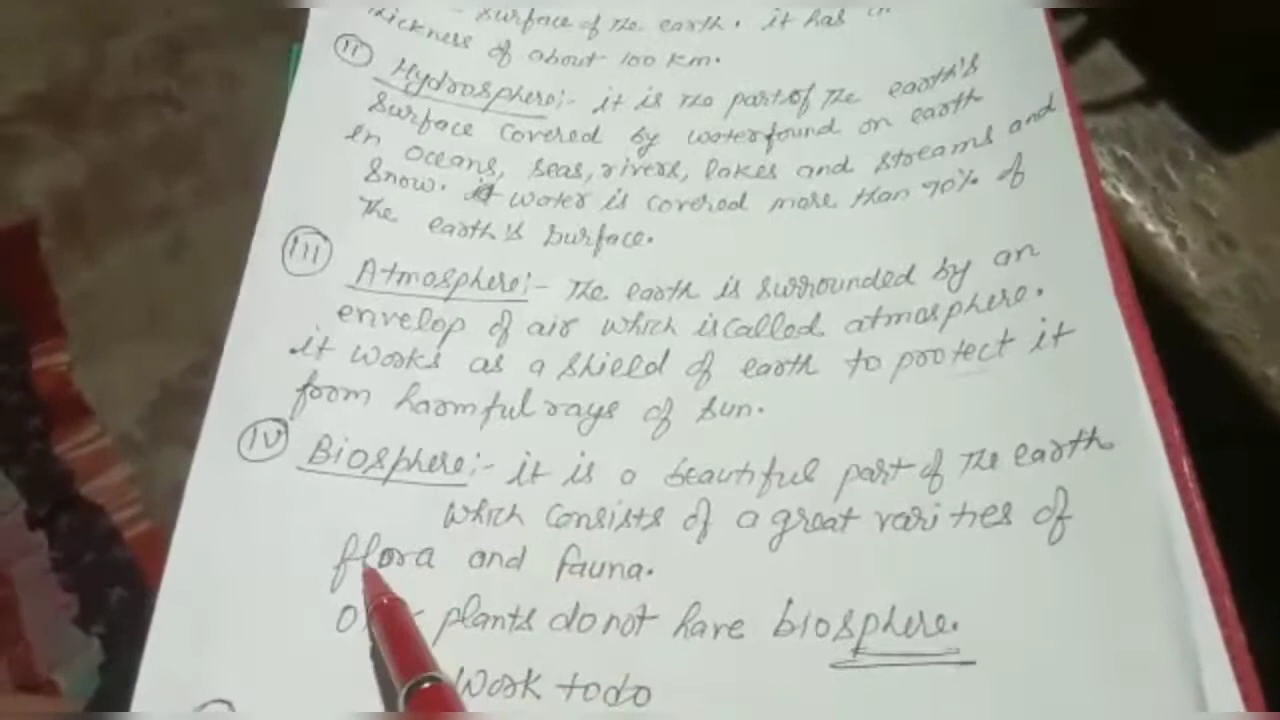 surface of the earth. it has
thickness of about 100 km.
II Hydrosphere:- it is the part of the earth's
surface covered by water found on earth
in oceans, seas, rivers, lakes and streams and
snow. water is covered more than 70% of
the earth's surface.
III Atmosphere:- The earth is surrounded by an
envelop of air which is called atmosphere.
it works as a shield of earth to protect it
from harmful rays of sun.
IV Biosphere:- it is a beautiful part of the earth
which consists of a great varities of
flora and fauna.
plants do not have biosphere.
Work to do